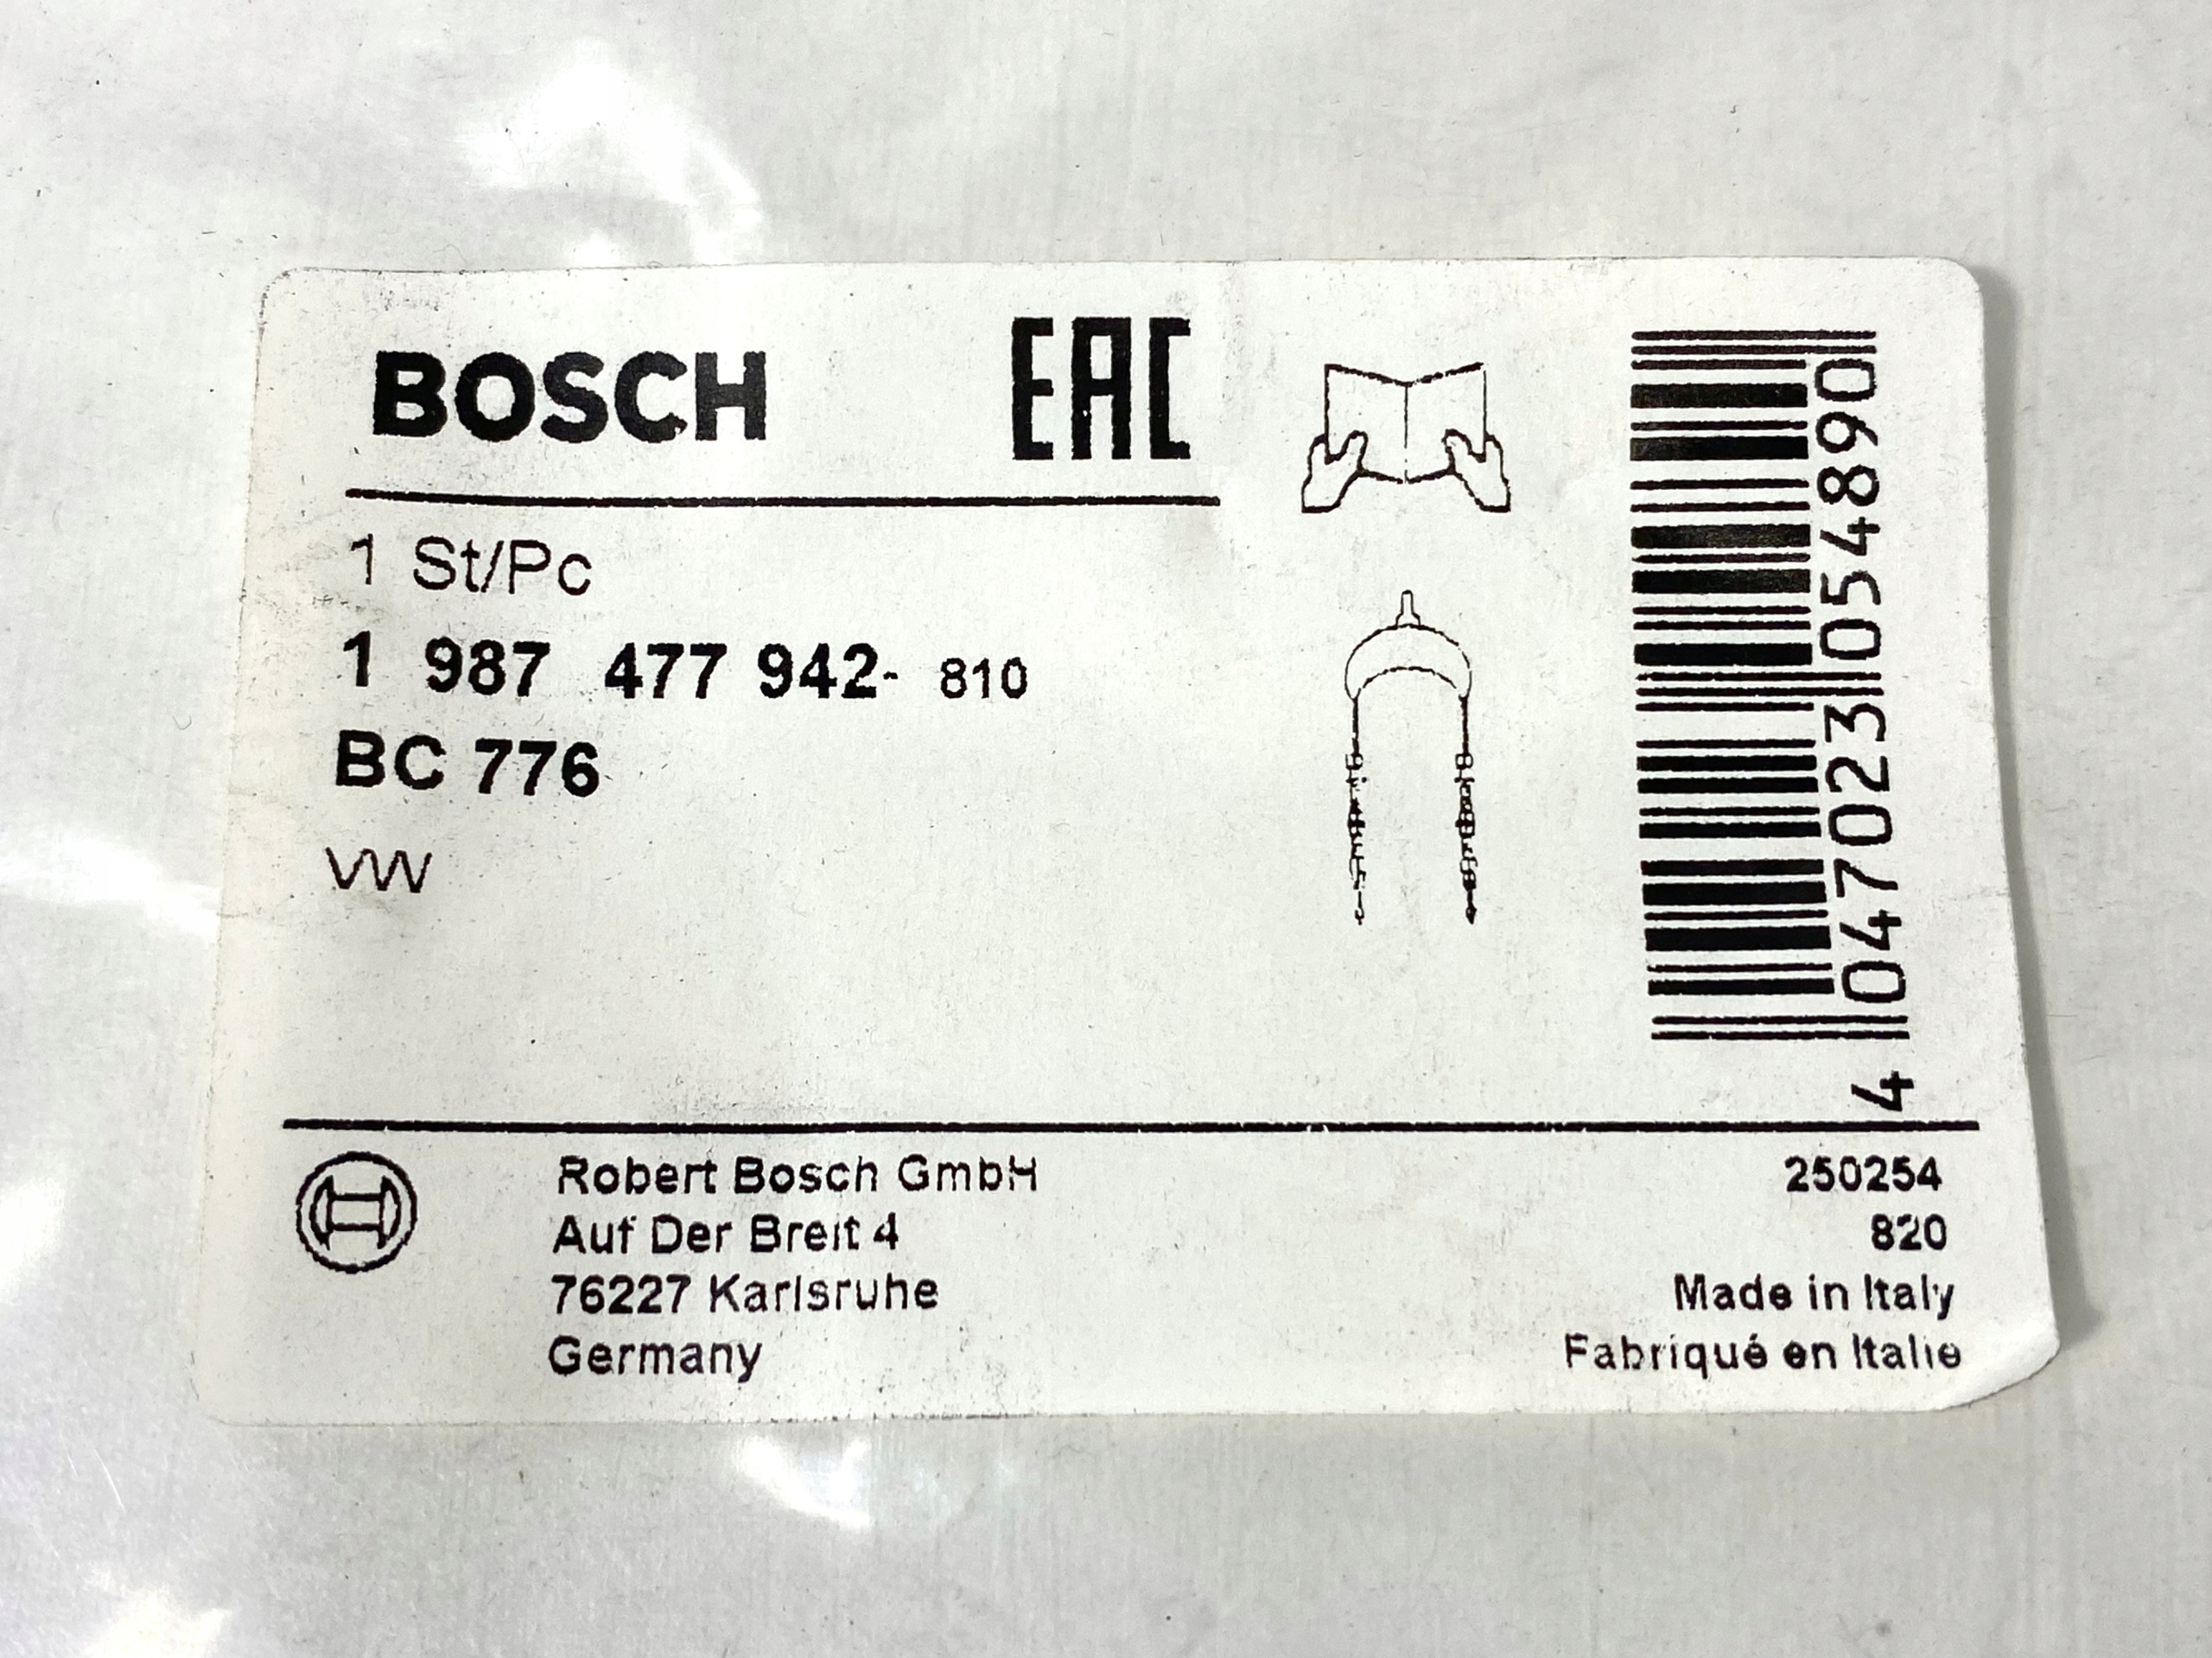 BOSCH EAC
1 St/Pc
1 987 477 942- 810
BC 776
VW
4 047023 054890
Robert Bosch GmbH
Auf Der Breit 4
76227 Karlsruhe
Germany
250254
820
Made in Italy
Fabriqué en Italie